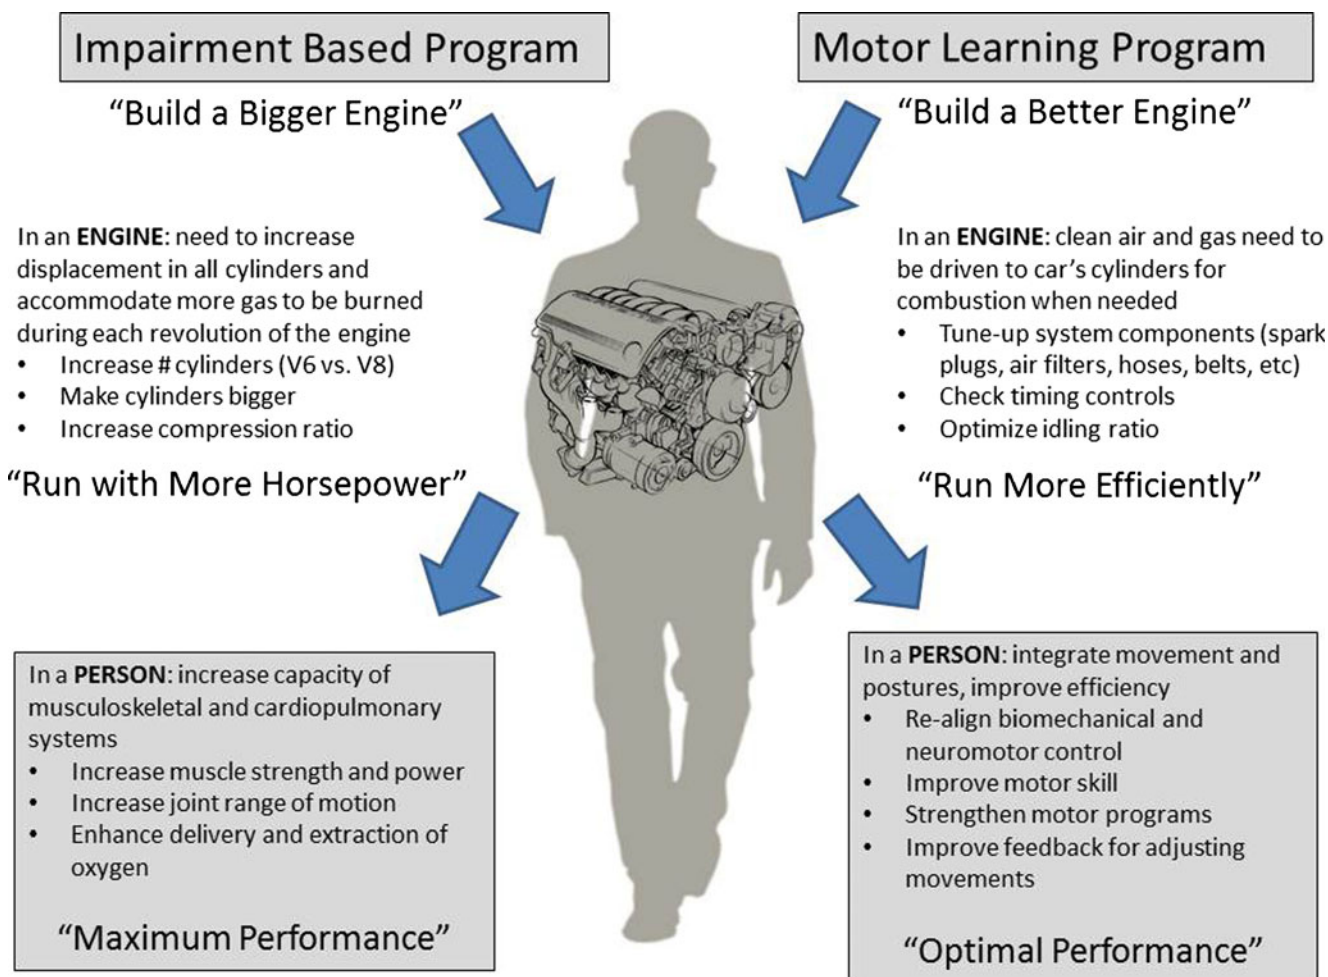 Impairment Based Program
"Build a Bigger Engine"
In an ENGINE: need to increase
displacement in all cylinders and
accommodate more gas to be burned
during each revolution of the engine
• Increase # cylinders (V6 vs. V8)
• Make cylinders bigger
• Increase compression ratio
"Run with More Horsepower"
In a PERSON: increase capacity of
musculoskeletal and cardiopulmonary
systems
• Increase muscle strength and power
• Increase joint range of motion
• Enhance delivery and extraction of
oxygen
"Maximum Performance"
Motor Learning Program
"Build a Better Engine"
In an ENGINE: clean air and gas need to
be driven to car's cylinders for
combustion when needed
• Tune-up system components (spark
plugs, air filters, hoses, belts, etc)
• Check timing controls
• Optimize idling ratio
"Run More Efficiently"
In a PERSON: integrate movement and
postures, improve efficiency
• Re-align biomechanical and
neuromotor control
• Improve motor skill
• Strengthen motor programs
• Improve feedback for adjusting
movements
"Optimal Performance"